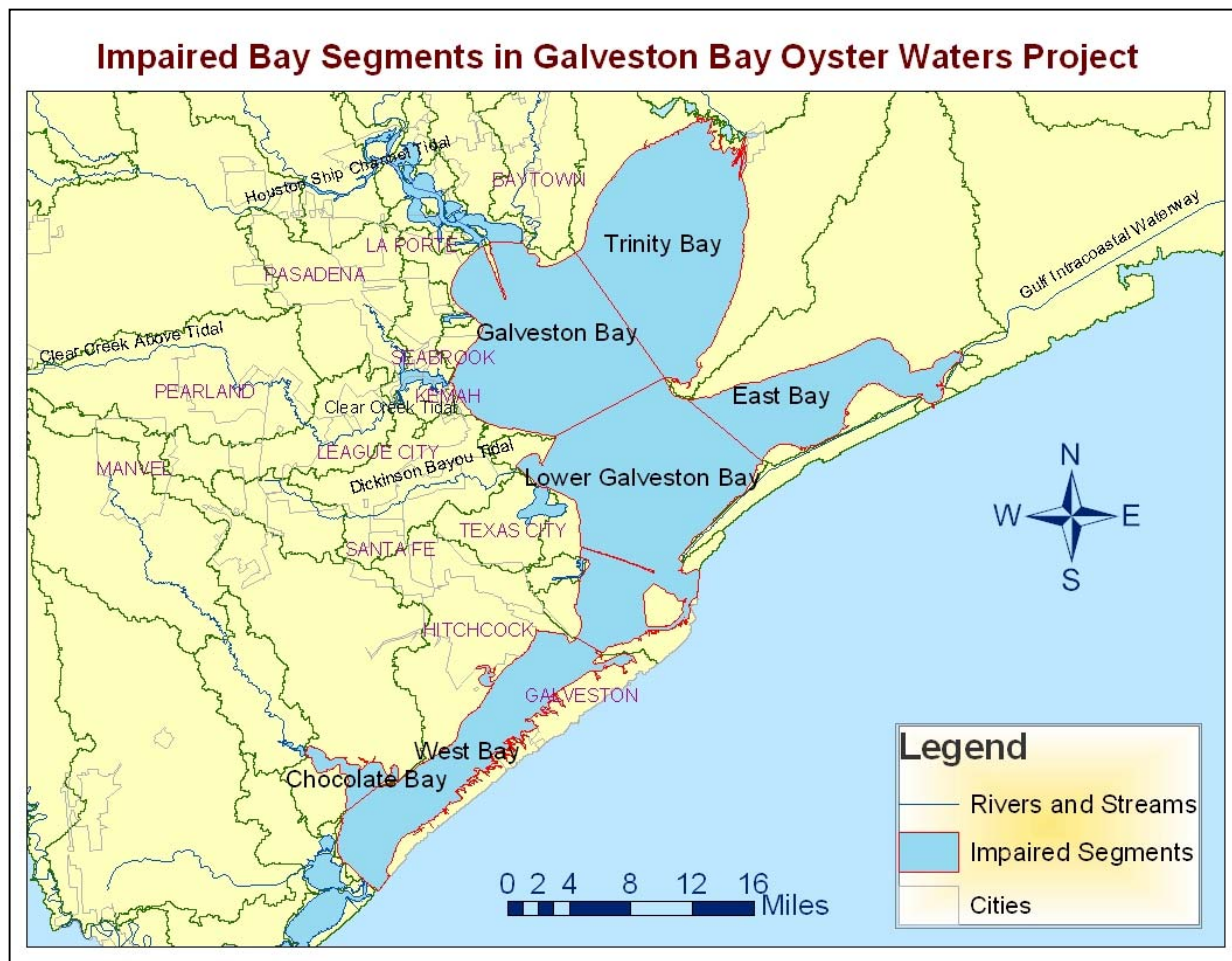 Impaired Bay Segments in Galveston Bay Oyster Waters Project
Houston Ship Channel Tidal
BAYTOWN
LA PORTE
PASADENA
Trinity Bay
Gulf Intracoastal Waterway
Galveston Bay
Clear Creek Above Tidal
SEABROOK
PEARLAND
KEMAH
East Bay
Clear Creek Tidal
LEAGUE CITY
MANVEL
Dickinson Bayou Tidal
Lower Galveston Bay
N
W
E
S
TEXAS CITY
SANTA FE
HITCHCOCK
GALVESTON
West Bay
Chocolate Bay
Legend
Rivers and Streams
Impaired Segments
Cities
0 2 4 8 12 16
Miles